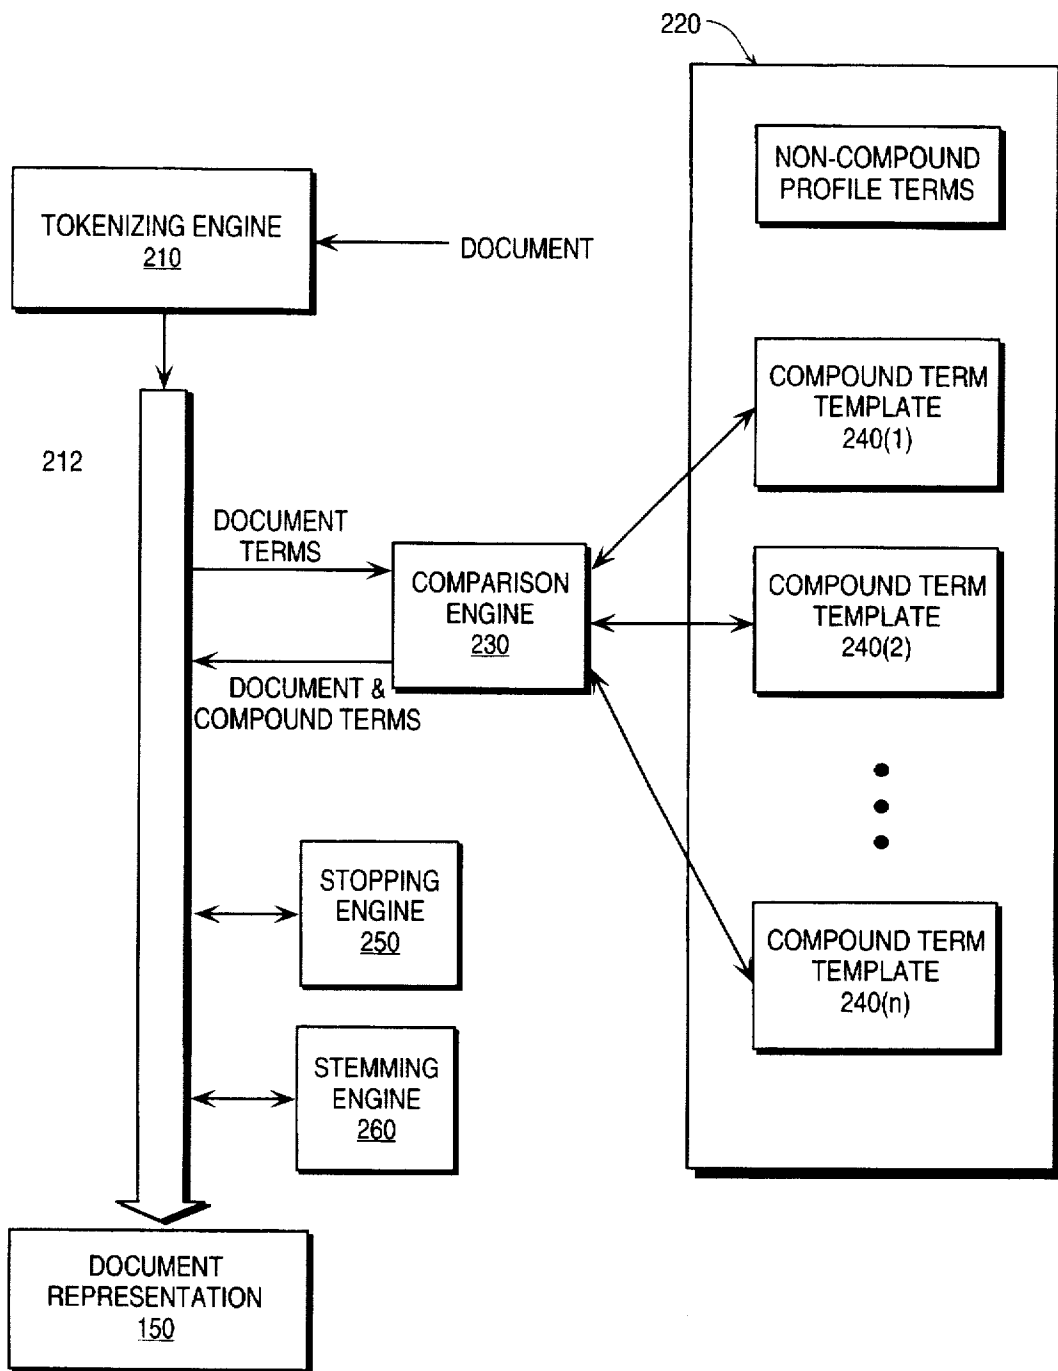 220
NON-COMPOUND
PROFILE TERMS
TOKENIZING ENGINE
210
DOCUMENT
COMPOUND TERM
TEMPLATE
240(1)
212
DOCUMENT
TERMS
COMPARISON
ENGINE
230
COMPOUND TERM
TEMPLATE
240(2)
DOCUMENT &
COMPOUND TERMS
STOPPING
ENGINE
250
COMPOUND TERM
TEMPLATE
240(n)
STEMMING
ENGINE
260
DOCUMENT
REPRESENTATION
150